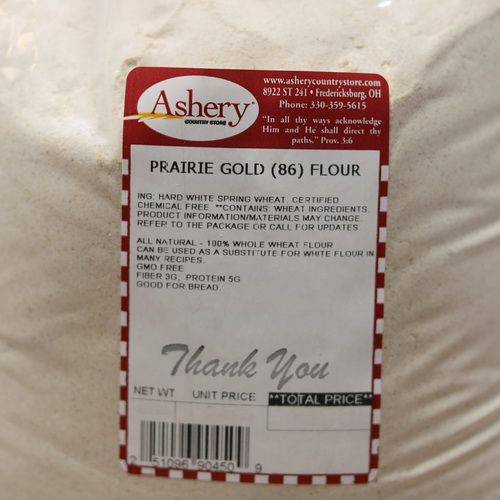 Ashery
COUNTRY STORE
www.asherycountrystore.com
8922 ST 241 • Fredericksburg, OH
Phone: 330-359-5615
"In all thy ways acknowledge
Him and He shall direct thy
paths." Prov. 3:6
PRAIRIE GOLD (86) FLOUR
ING: HARD WHITE SPRING WHEAT. CERTIFIED
CHEMICAL FREE. **CONTAINS: WHEAT INGREDIENTS.
PRODUCT INFORMATION/MATERIALS MAY CHANGE.
REFER TO THE PACKAGE OR CALL FOR UPDATES.
ALL NATURAL - 100% WHOLE WHEAT FLOUR
CAN BE USED AS A SUBSTITUTE FOR WHITE FLOUR IN
MANY RECIPES.
GMO FREE
FIBER 3G, PROTEIN 5G
GOOD FOR BREAD.
Thank You
NET WT UNIT PRICE **TOTAL PRICE**
2 51096 90450 9